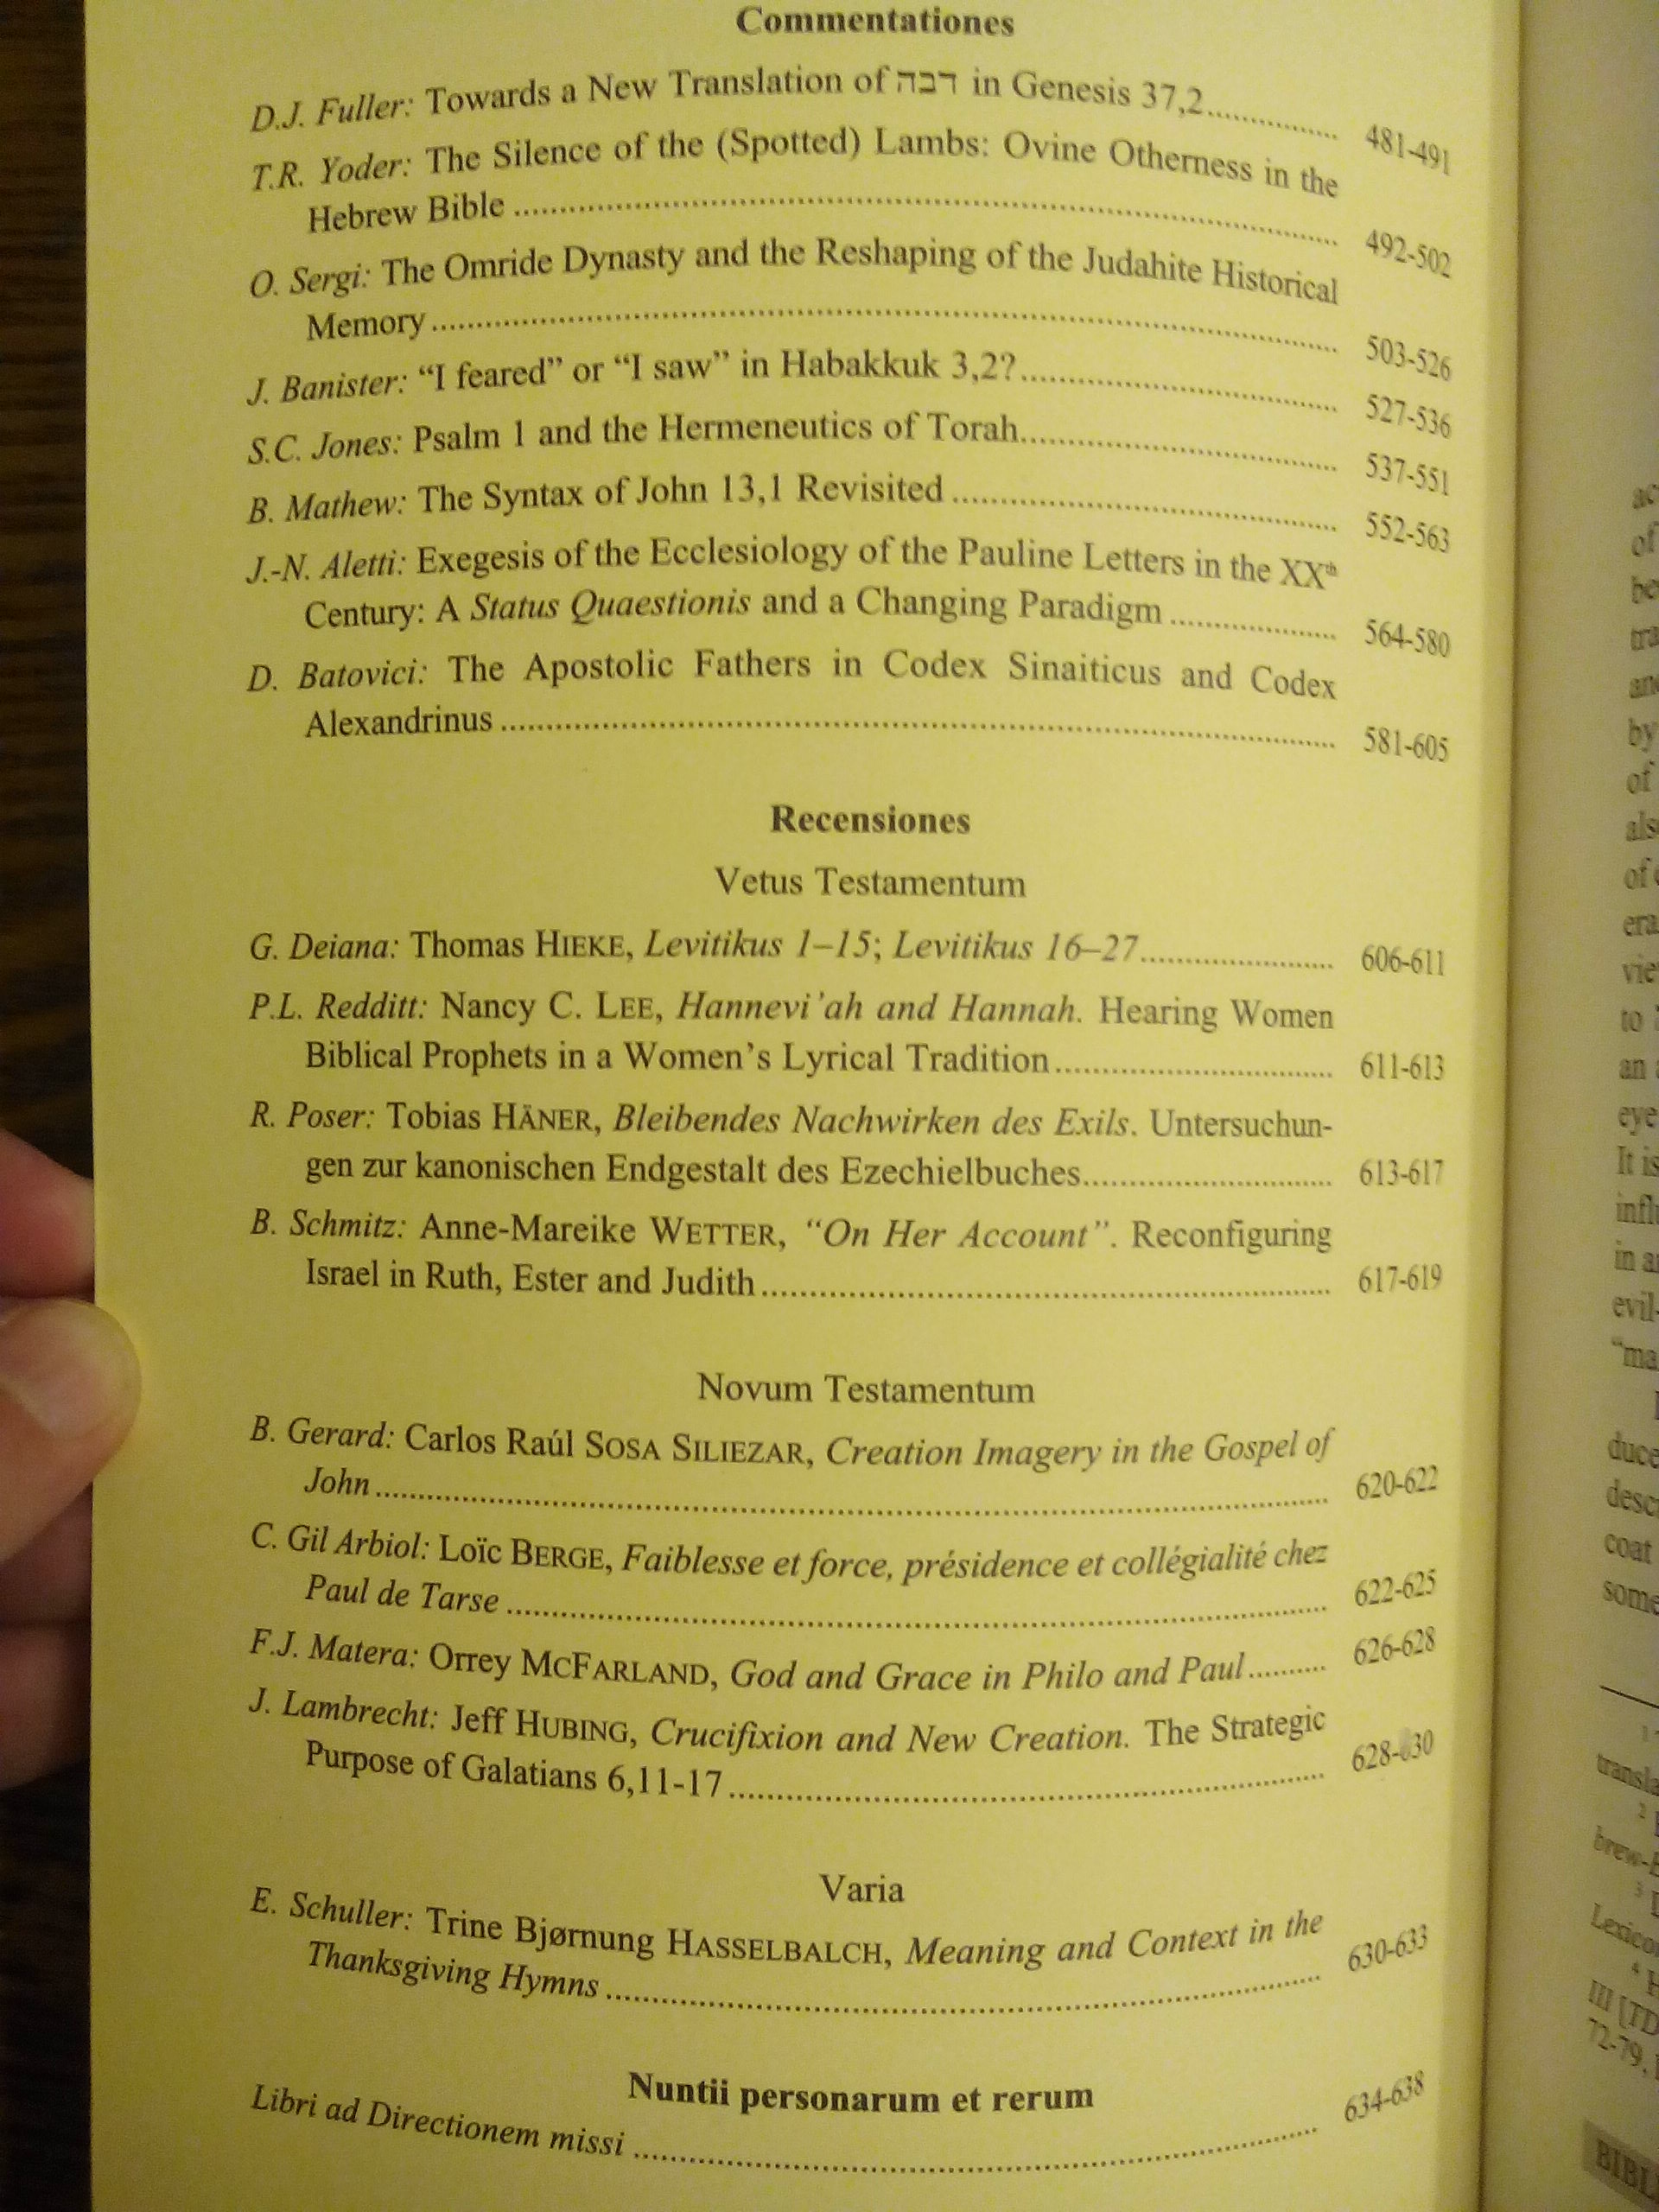 Commentationes
D.J. Fuller: Towards a New Translation of דבה in Genesis 37,2............... 481-491
T.R. Yoder: The Silence of the (Spotted) Lambs: Ovine Otherness in the
Hebrew Bible ............... 492-502
O. Sergi: The Omride Dynasty and the Reshaping of the Judahite Historical
Memory ............... 503-526
J. Banister: “I feared” or “I saw” in Habakkuk 3,2?............... 527-536
S.C. Jones: Psalm 1 and the Hermeneutics of Torah............... 537-551
B. Mathew: The Syntax of John 13,1 Revisited ............... 552-563
J.-N. Aletti: Exegesis of the Ecclesiology of the Pauline Letters in the XXth
Century: A Status Quaestionis and a Changing Paradigm ............... 564-580
D. Batovici: The Apostolic Fathers in Codex Sinaiticus and Codex
Alexandrinus ............... 581-605
Recensiones
Vetus Testamentum
G. Deiana: Thomas HIEKE, Levitikus 1–15; Levitikus 16–27............... 606-611
P.L. Redditt: Nancy C. LEE, Hannevi’ah and Hannah. Hearing Women
Biblical Prophets in a Women’s Lyrical Tradition............... 611-613
R. Poser: Tobias HÄNER, Bleibendes Nachwirken des Exils. Untersuchun-
gen zur kanonischen Endgestalt des Ezechielbuches............... 613-617
B. Schmitz: Anne-Mareike WETTER, “On Her Account”. Reconfiguring
Israel in Ruth, Ester and Judith............... 617-619
Novum Testamentum
B. Gerard: Carlos Raúl SOSA SILIEZAR, Creation Imagery in the Gospel of
John ............... 620-622
C. Gil Arbiol: Loïc BERGE, Faiblesse et force, présidence et collégialité chez
Paul de Tarse ............... 622-625
F.J. Matera: Orrey MCFARLAND, God and Grace in Philo and Paul.......... 626-628
J. Lambrecht: Jeff HUBING, Crucifixion and New Creation. The Strategic
Purpose of Galatians 6,11-17 ............... 628-630
Varia
E. Schuller: Trine Bjørnung HASSELBALCH, Meaning and Context in the
Thanksgiving Hymns ............... 630-633
Nuntii personarum et rerum
Libri ad Directionem missi ............... 634-638
of
by
of
to
an
eye
It is
evil-
coat
72-79,